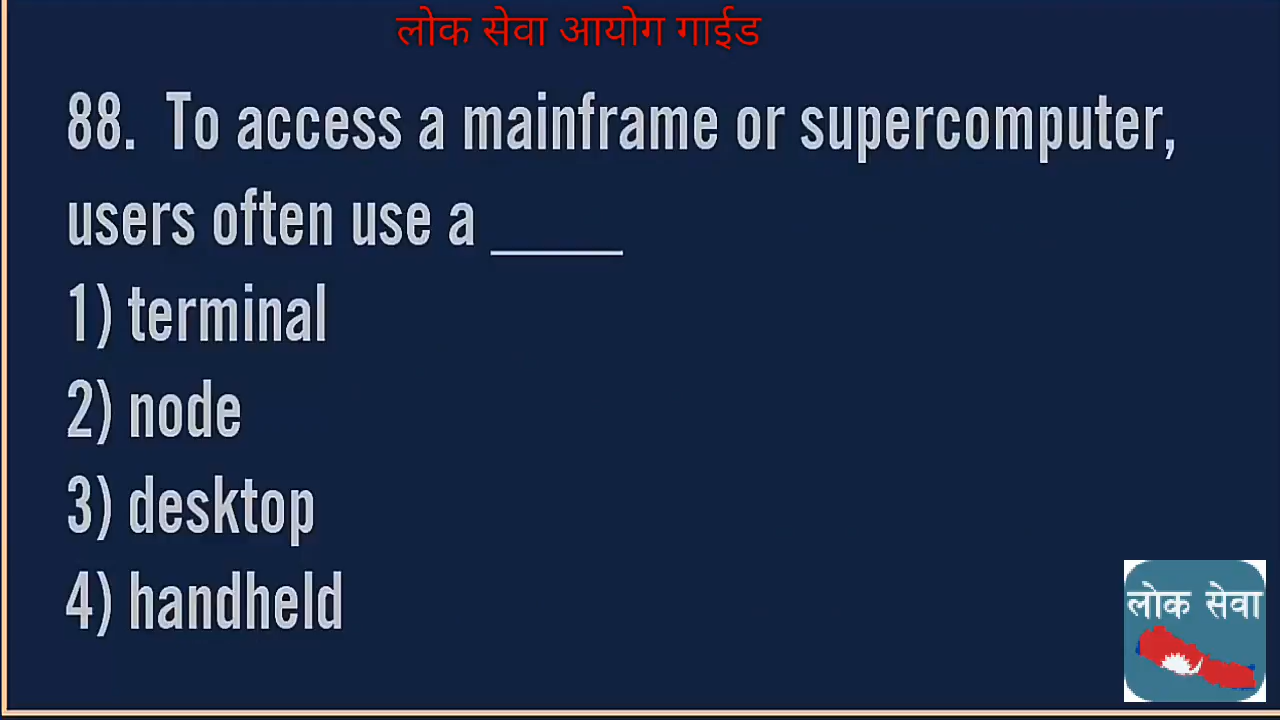 लोक सेवा आयोग गाईड
88. To access a mainframe or supercomputer,
users often use a _____
1) terminal
2) node
3) desktop
4) handheld
लोक सेवा